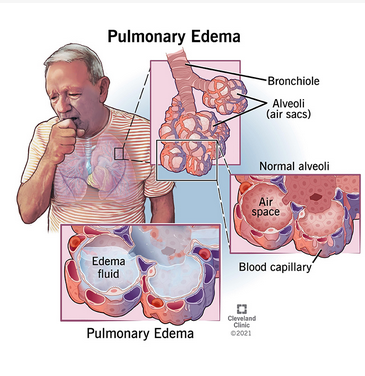 Pulmonary Edema
Bronchiole
Alveoli
(air sacs)
Normal alveoli
Air
space
Edema
fluid
Blood capillary
Pulmonary Edema
Cleveland
Clinic
©2021